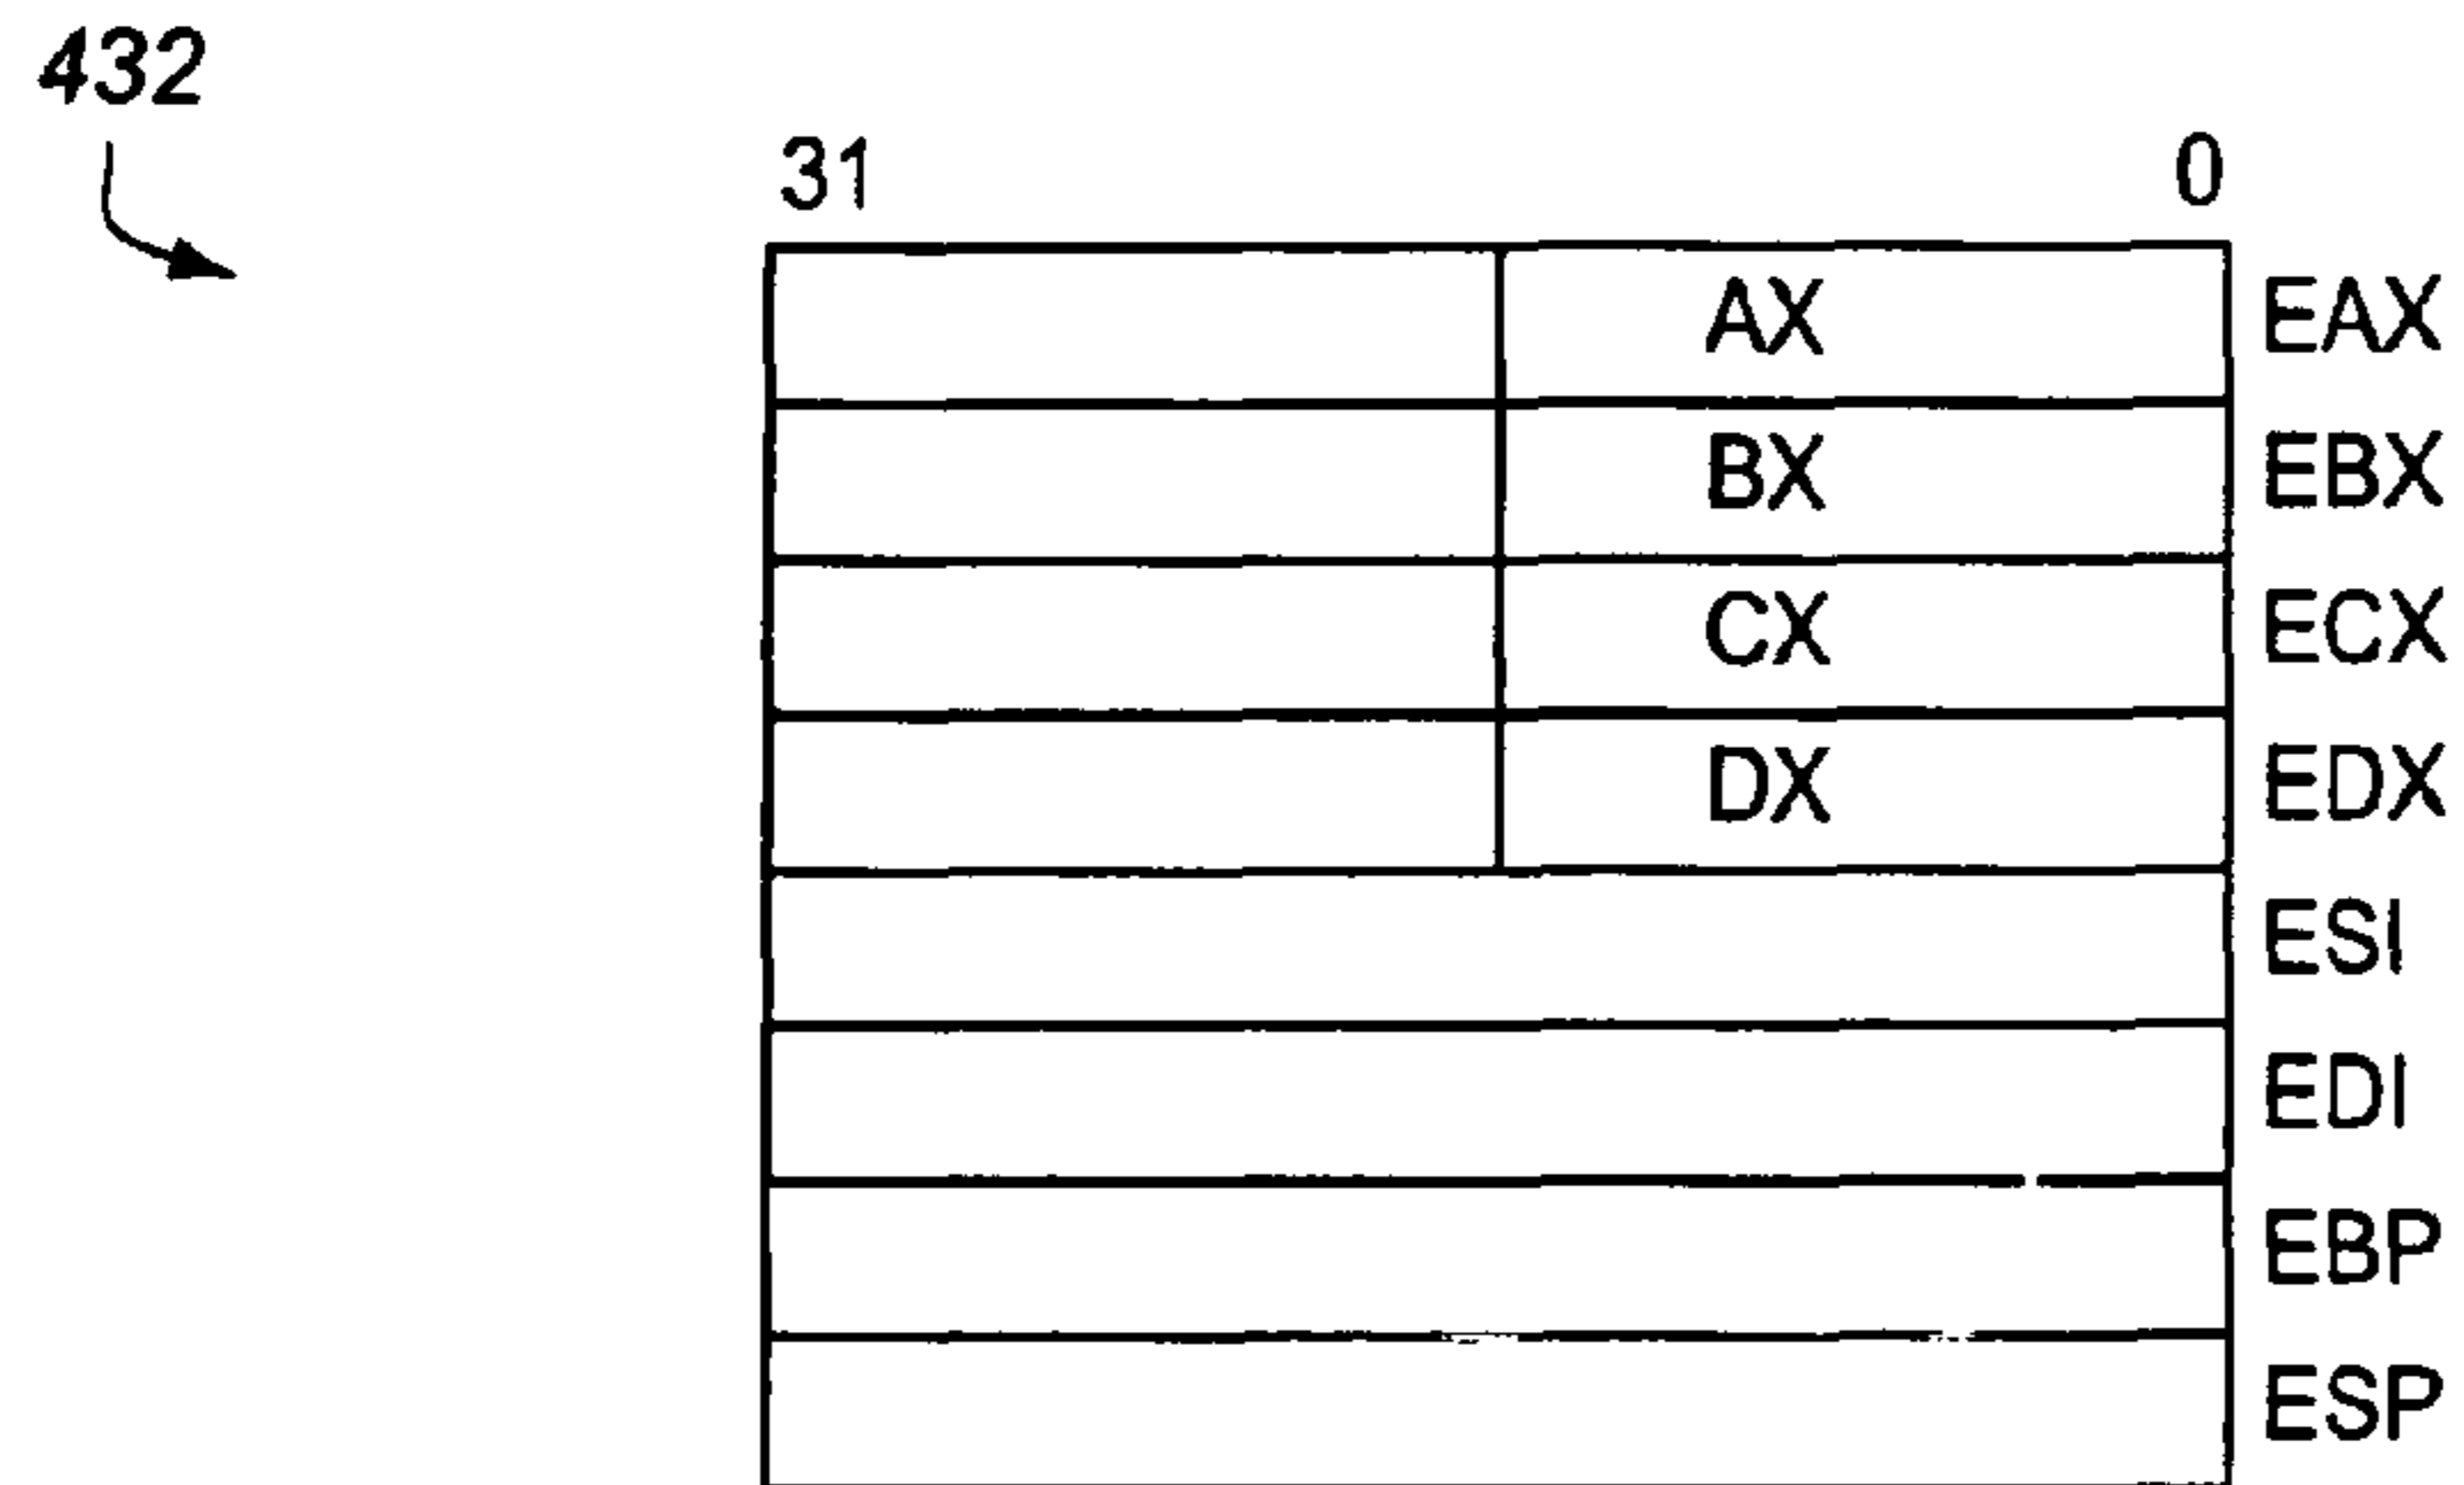 432
31 0
AX EAX
BX EBX
CX ECX
DX EDX
ESI
EDI
EBP
ESP